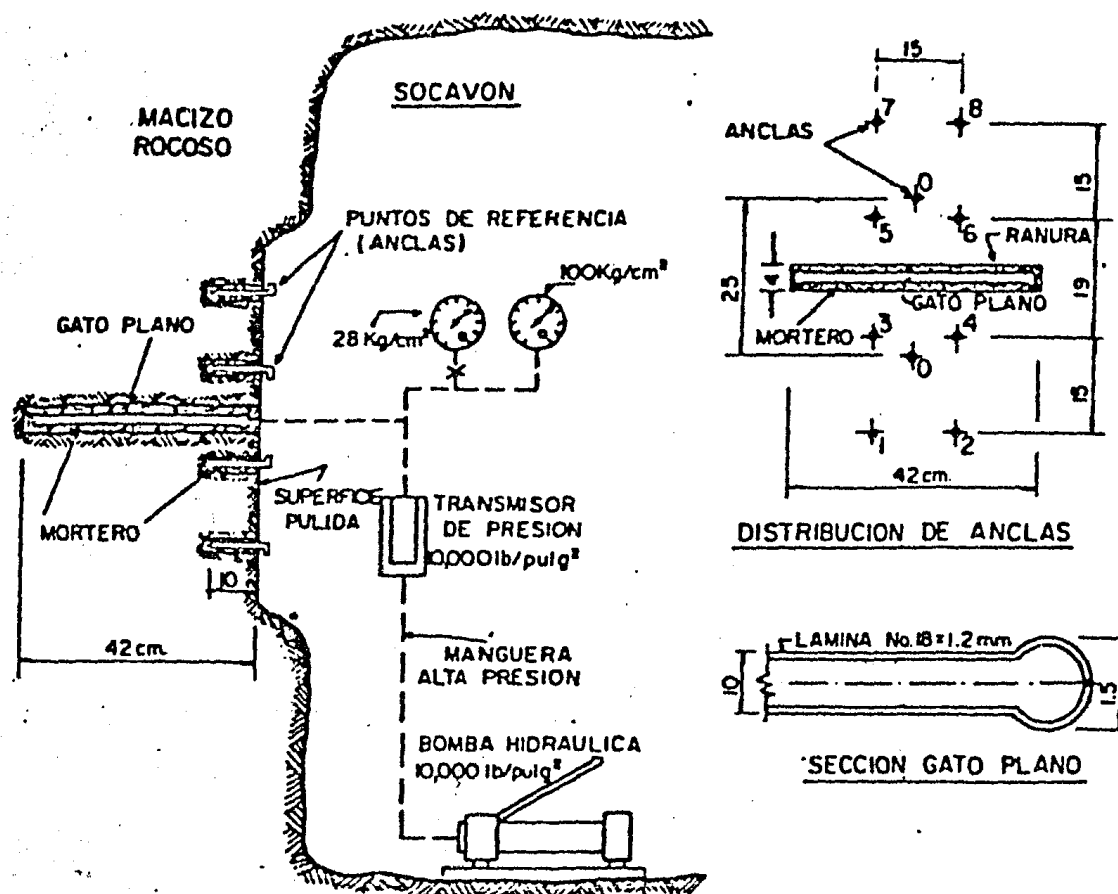 SOCAVON
MACIZO
ROCOSO
PUNTOS DE REFERENCIA
(ANCLAS)
100Kg/cm²
28 Kg/cm²
GATO PLANO
MORTERO
SUPERFICE
PULIDA
TRANSMISOR
DE PRESION
10,000 lb/pulg²
10
42 cm.
MANGUERA
ALTA PRESION
BOMBA HIDRAULICA
10,000 lb/pulg²
15
7
8
ANCLAS
0
15
5
6
RANURA
25
4
GATO PLANO
19
MORTERO
3
4
0
15
1
2
42 cm.
DISTRIBUCION DE ANCLAS
LAMINA No. 18 = 1.2 mm
10
1.5
SECCION GATO PLANO